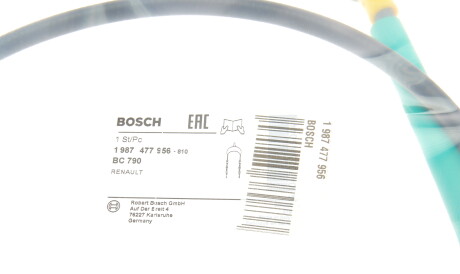 BOSCH EAC
1 St/Pc
1 987 477 956 - 810
BC 790
RENAULT
Robert Bosch GmbH
Auf Der Breit 4
76227 Karlsruhe
Germany
1 987 477 956
BOSCH